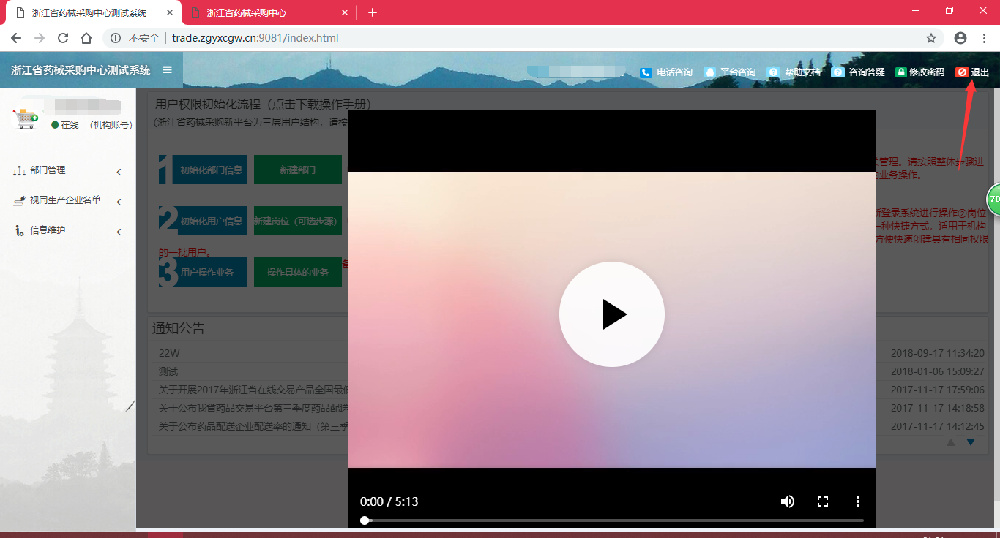 浙江省药械采购中心测试系统
浙江省药械采购中心
不安全
trade.zgyxcgw.cn:9081/index.html
浙江省药械采购中心测试系统
电话咨询
平台咨询
帮助文档
咨询答疑
修改密码
退出
在线 (机构账号)
部门管理
视同生产企业名单
信息维护
用户权限初始化流程（点击下载操作手册）
(浙江省药械采购新平台为三层用户结构，请按
1 初始化部门信息 新建部门
管理。请按照整体步骤进
业务操作。
2 初始化用户信息 新建岗位（可选步骤）
登录系统进行操作②岗位
一种快捷方式，适用于机构
方便快速创建具有相同权限
的一批用户。
3 用户操作业务 操作具体的业务
70
通知公告
22W 2018-09-17 11:34:20
测试 2018-01-06 15:09:27
关于开展2017年浙江省在线交易产品全国最低 2017-11-17 17:59:06
关于公布我省药品交易平台第三季度药品配送 2017-11-17 14:18:58
关于公布药品配送企业配送率的通知（第三季 2017-11-17 14:12:45
0:00 / 5:13